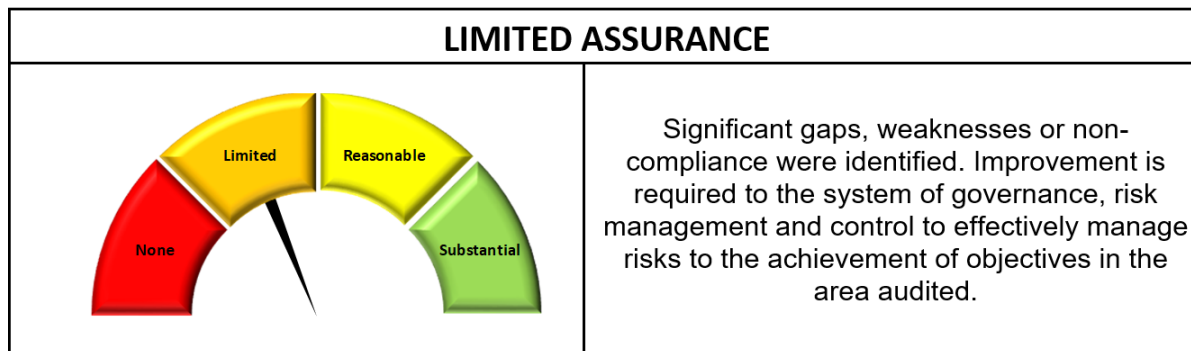 LIMITED ASSURANCE
Limited
Reasonable
None
Substantial
Significant gaps, weaknesses or non-
compliance were identified. Improvement is
required to the system of governance, risk
management and control to effectively manage
risks to the achievement of objectives in the
area audited.